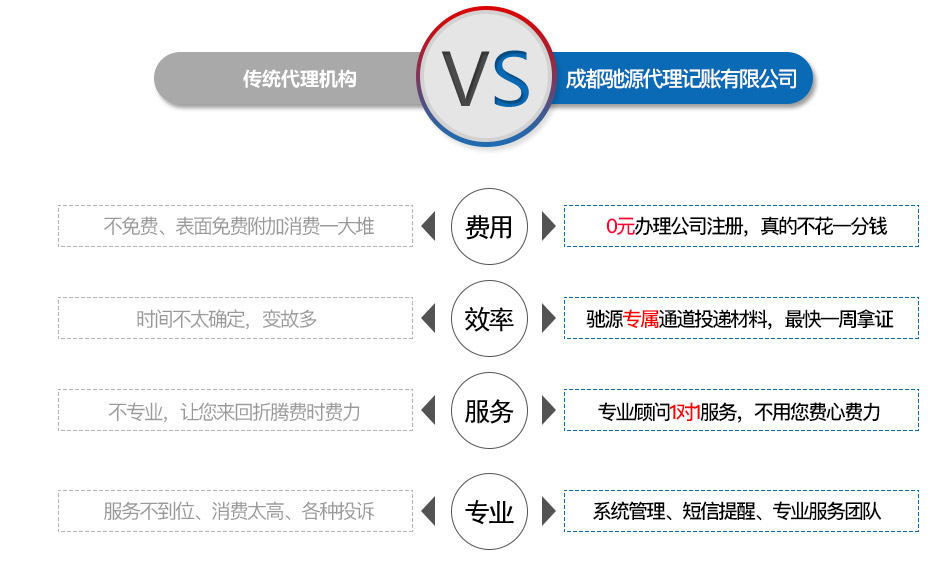 传统代理机构
VS
成都驰源代理记账有限公司
不免费、表面免费附加消费一大堆
费用
0元办理公司注册，真的不花一分钱
时间不太确定，变故多
效率
驰源专属通道投递材料，最快一周拿证
不专业，让您来回折腾费时费力
服务
专业顾问1对1服务，不用您费心费力
服务不到位、消费太高、各种投诉
专业
系统管理、短信提醒、专业服务团队